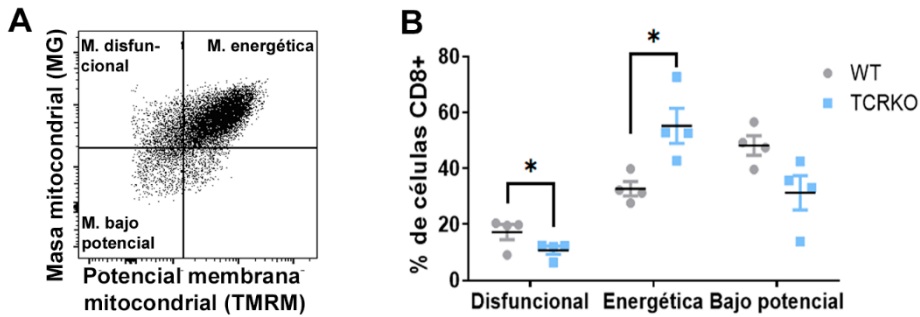 A
M. disfun-
cional
M. energética
M. bajo
potencial
Masa mitocondrial (MG)
Potencial membrana
mitocondrial (TMRM)
B
% de células CD8+
80
60
40
20
0
*
*
Disfuncional
Energética
Bajo potencial
WT
TCRKO